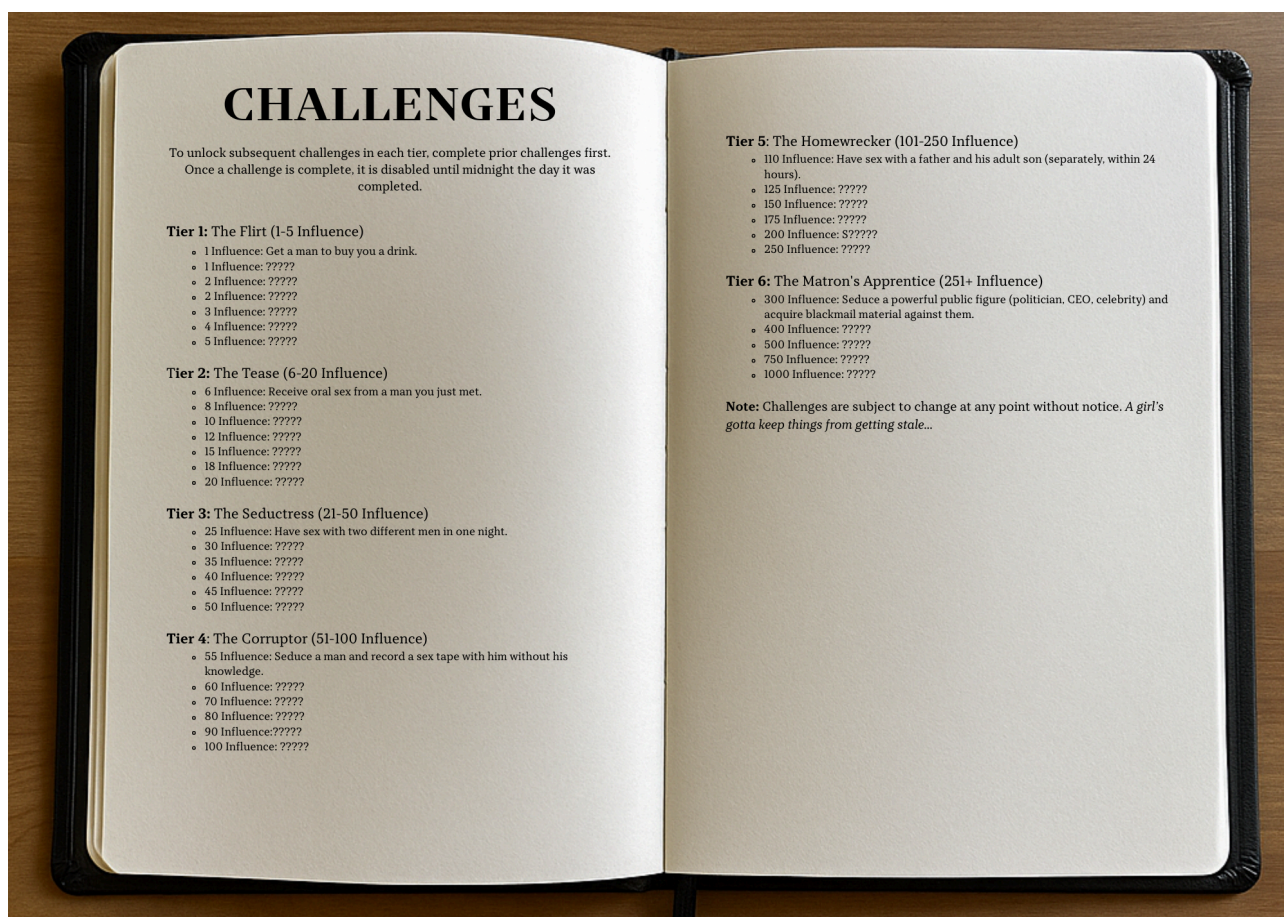 CHALLENGES
To unlock subsequent challenges in each tier, complete prior challenges first.
Once a challenge is complete, it is disabled until midnight the day it was
completed.
Tier 1: The Flirt (1-5 Influence)
1 Influence: Get a man to buy you a drink.
1 Influence: ?????
2 Influence: ?????
2 Influence: ?????
3 Influence: ?????
4 Influence: ?????
5 Influence: ?????
Tier 2: The Tease (6-20 Influence)
6 Influence: Receive oral sex from a man you just met.
8 Influence: ?????
10 Influence: ?????
12 Influence: ?????
15 Influence: ?????
18 Influence: ?????
20 Influence: ?????
Tier 3: The Seductress (21-50 Influence)
25 Influence: Have sex with two different men in one night.
30 Influence: ?????
35 Influence: ?????
40 Influence: ?????
45 Influence: ?????
50 Influence: ?????
Tier 4: The Corruptor (51-100 Influence)
55 Influence: Seduce a man and record a sex tape with him without his
knowledge.
60 Influence: ?????
70 Influence: ?????
80 Influence: ?????
90 Influence:?????
100 Influence: ?????
Tier 5: The Homewrecker (101-250 Influence)
110 Influence: Have sex with a father and his adult son (separately, within 24
hours).
125 Influence: ?????
150 Influence: ?????
175 Influence: ?????
200 Influence: S?????
250 Influence: ?????
Tier 6: The Matron's Apprentice (251+ Influence)
300 Influence: Seduce a powerful public figure (politician, CEO, celebrity) and
acquire blackmail material against them.
400 Influence: ?????
500 Influence: ?????
750 Influence: ?????
1000 Influence: ?????
Note: Challenges are subject to change at any point without notice. A girl's
gotta keep things from getting stale...